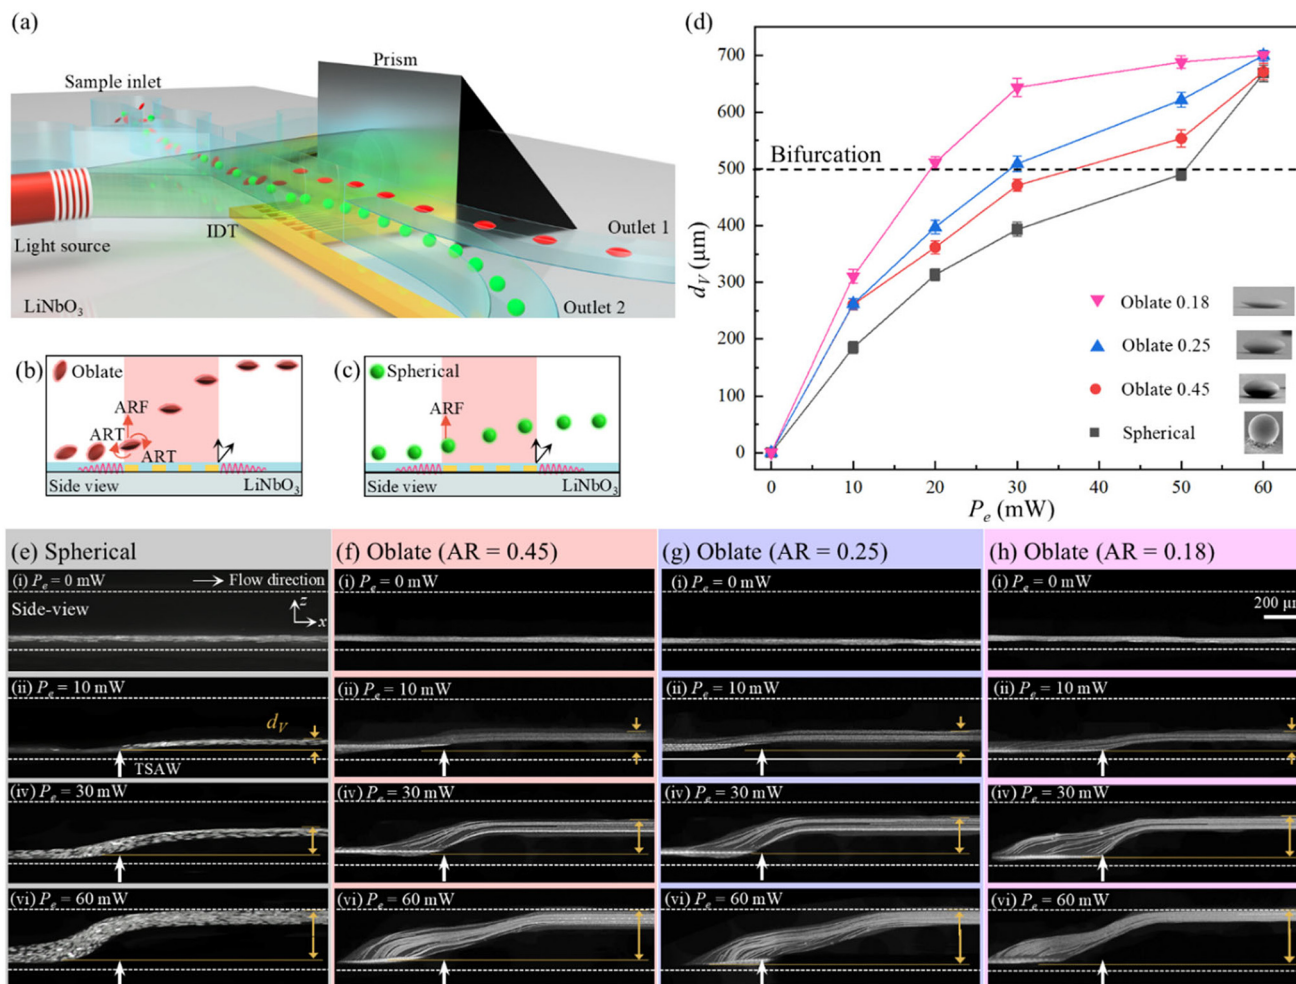 (a)
Prism
Sample inlet
IDT
Light source
Outlet 1
LiNbO3
Outlet 2
(b)
Oblate
ARF
ART
ART
Side view
LiNbO3
(c)
Spherical
ARF
Side view
LiNbO3
(d)
700
600
500
400
300
200
100
0
dV (µm)
Bifurcation
Oblate 0.18
Oblate 0.25
Oblate 0.45
Spherical
0 10 20 30 40 50 60
Pe (mW)
(e) Spherical
(i) Pe = 0 mW
Flow direction
Side-view
z
x
(ii) Pe = 10 mW
dV
TSAW
(iv) Pe = 30 mW
(vi) Pe = 60 mW
(f) Oblate (AR = 0.45)
(i) Pe = 0 mW
(ii) Pe = 10 mW
(iv) Pe = 30 mW
(vi) Pe = 60 mW
(g) Oblate (AR = 0.25)
(i) Pe = 0 mW
(ii) Pe = 10 mW
(iv) Pe = 30 mW
(vi) Pe = 60 mW
(h) Oblate (AR = 0.18)
(i) Pe = 0 mW
200 µm
(ii) Pe = 10 mW
(iv) Pe = 30 mW
(vi) Pe = 60 mW